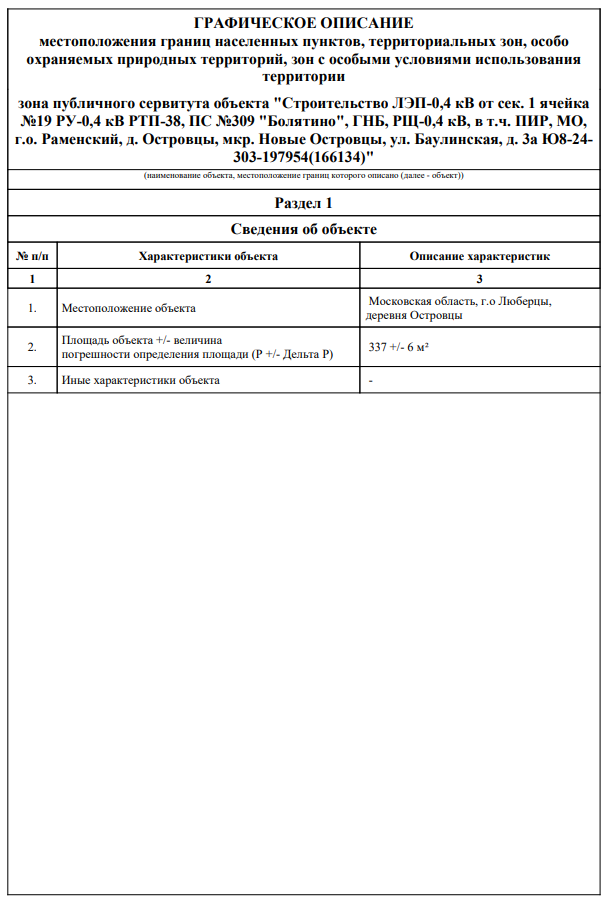 ГРАФИЧЕСКОЕ ОПИСАНИЕ
местоположения границ населенных пунктов, территориальных зон, особо
охраняемых природных территорий, зон с особыми условиями использования
территории
зона публичного сервитута объекта "Строительство ЛЭП-0,4 кВ от сек. 1 ячейка
№19 РУ-0,4 кВ РТП-38, ПС №309 "Болятино", ГНБ, РЩ-0,4 кВ, в т.ч. ПИР, МО,
г.о. Раменский, д. Островцы, мкр. Новые Островцы, ул. Баулинская, д. 3а Ю8-24-
303-197954(166134)"
(наименование объекта, местоположение границ которого описано (далее - объект))
Раздел 1
Сведения об объекте
№ п/п Характеристики объекта Описание характеристик
1 2 3
1. Местоположение объекта Московская область, г.о Люберцы,
деревня Островцы
2. Площадь объекта +/- величина
погрешности определения площади (Р +/- Дельта Р) 337 +/- 6 м²
3. Иные характеристики объекта -